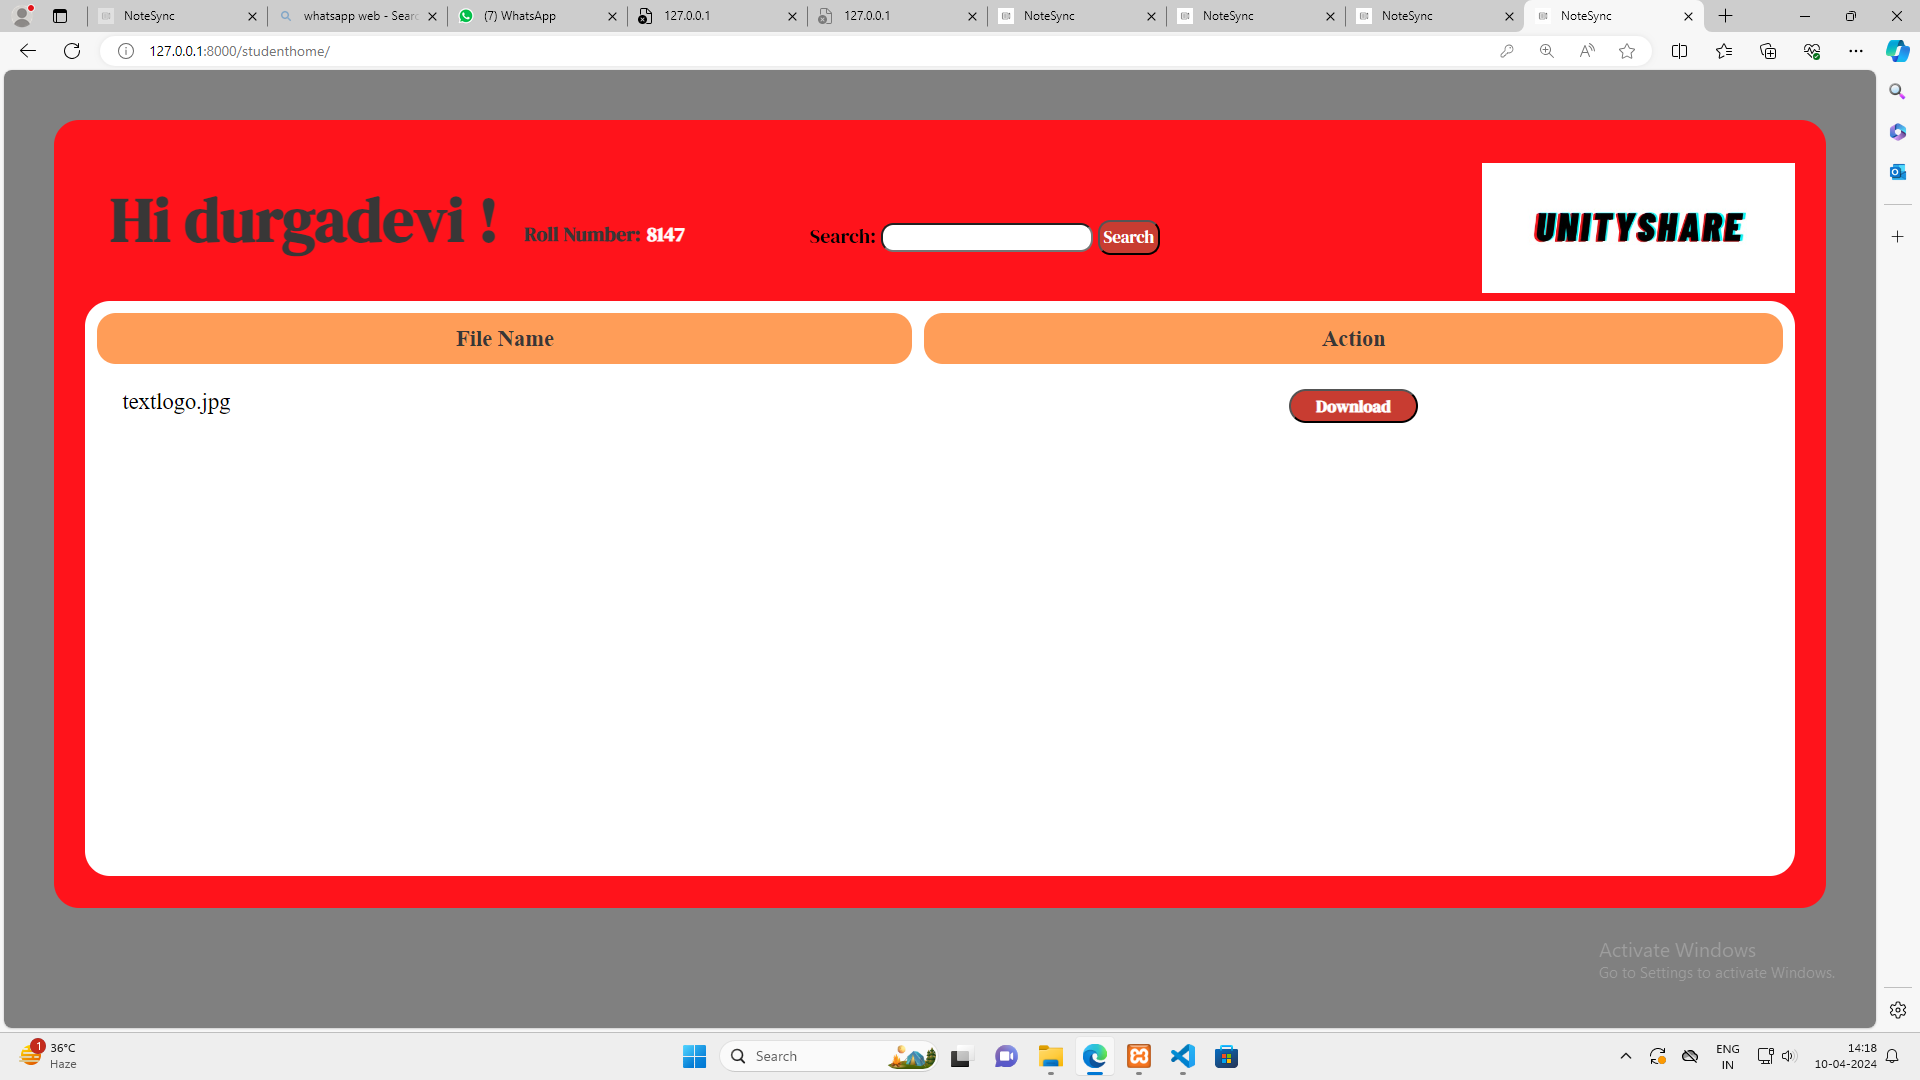 NoteSync
whatsapp web - Sear
(7) WhatsApp
127.0.0.1
127.0.0.1
NoteSync
NoteSync
NoteSync
NoteSync
127.0.0.1:8000/studenthome/
Hi durgadevi !
Roll Number: 8147
Search:
Search
UNITYSHARE
File Name
Action
textlogo.jpg
Download
Activate Windows
Go to Settings to activate Windows.
1
36°C
Haze
Search
ENG
IN
14:18
10-04-2024